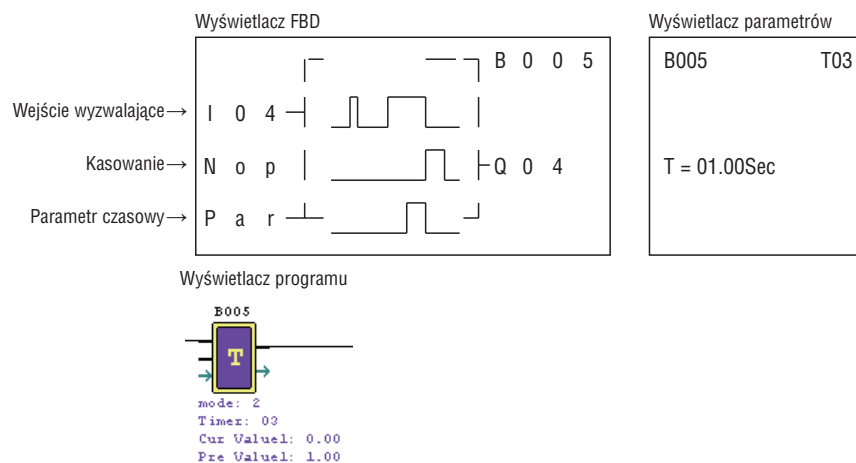 Wyświetlacz FBD
Wyświetlacz parametrów
B 0 0 5
B005 T03
Wejście wyzwalające→ I 0 4
Kasowanie→ N o p Q 0 4
T = 01.00Sec
Parametr czasowy→ P a r
Wyświetlacz programu
B005
T
mode: 2
Timer: 03
Cur Value1: 0.00
Pre Value1: 1.00